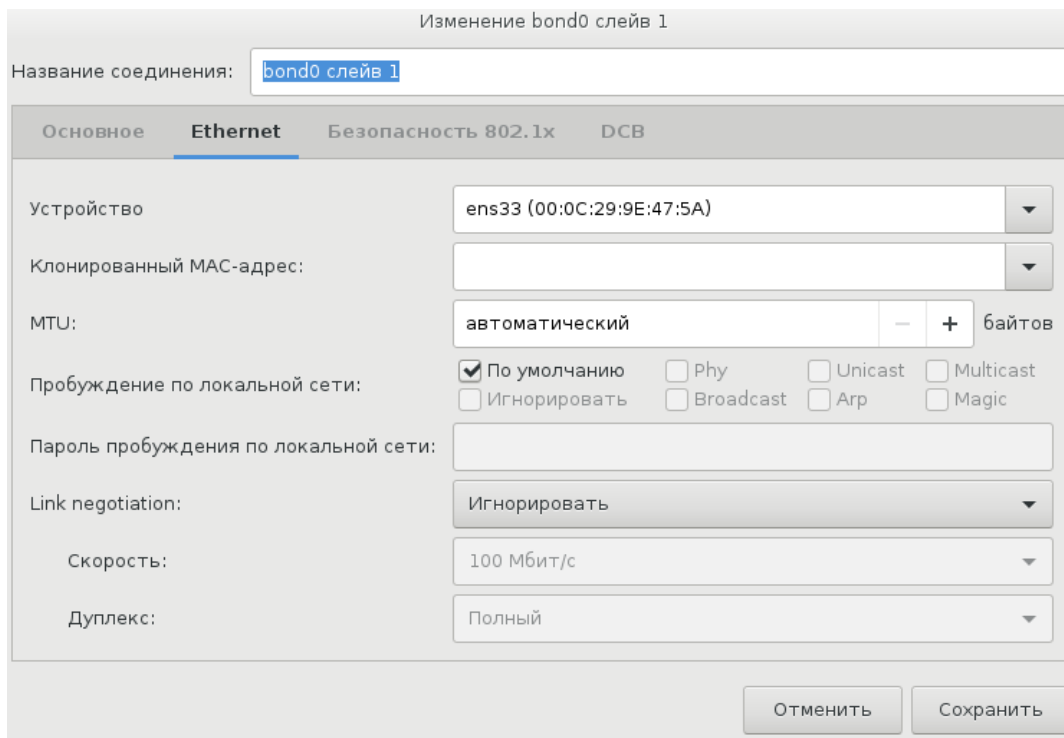 Изменение bond0 слейв 1
Название соединения: bond0 слейв 1
Основное Ethernet Безопасность 802.1x DCB
Устройство ens33 (00:0C:29:9E:47:5A)
Клонированный MAC-адрес:
MTU: автоматический − + байтов
Пробуждение по локальной сети: По умолчанию Phy Unicast Multicast
Игнорировать Broadcast Arp Magic
Пароль пробуждения по локальной сети:
Link negotiation: Игнорировать
Скорость: 100 Мбит/с
Дуплекс: Полный
Отменить Сохранить